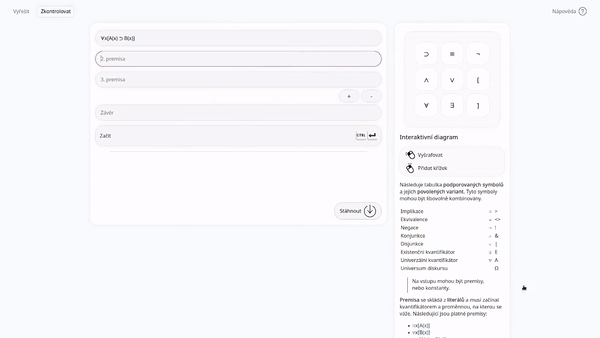 Vyřešit
Zkontrolovat
Nápověda ?
∀x[A(x) ⊃ B(x)]
2. premisa
3. premisa
+ -
Závěr
Začít
CTRL
Stáhnout
⊃ ≡ ¬
∧ ∨ [
∀ ∃ ]
Interaktivní diagram
Vyšrafovat
Přidat křížek
Následuje tabulka podporovaných symbolů
a jejich povolených variant. Tyto symboly
mohou být libovolně kombinovány.
Implikace ⊃ >
Ekvivalence ≡ <>
Negace ¬ !
Konjunkce ∧ &
Disjunkce ∨ |
Existenční kvantifikátor ∃ E
Univerzální kvantifikátor ∀ A
Universum diskursu Ω
Na vstupu mohou být premisy,
nebo konstanty.
Premisa se skládá z literálů a musí začínat
kvantifikátorem a proměnnou, na kterou se
váže. Následující jsou platné premisy: